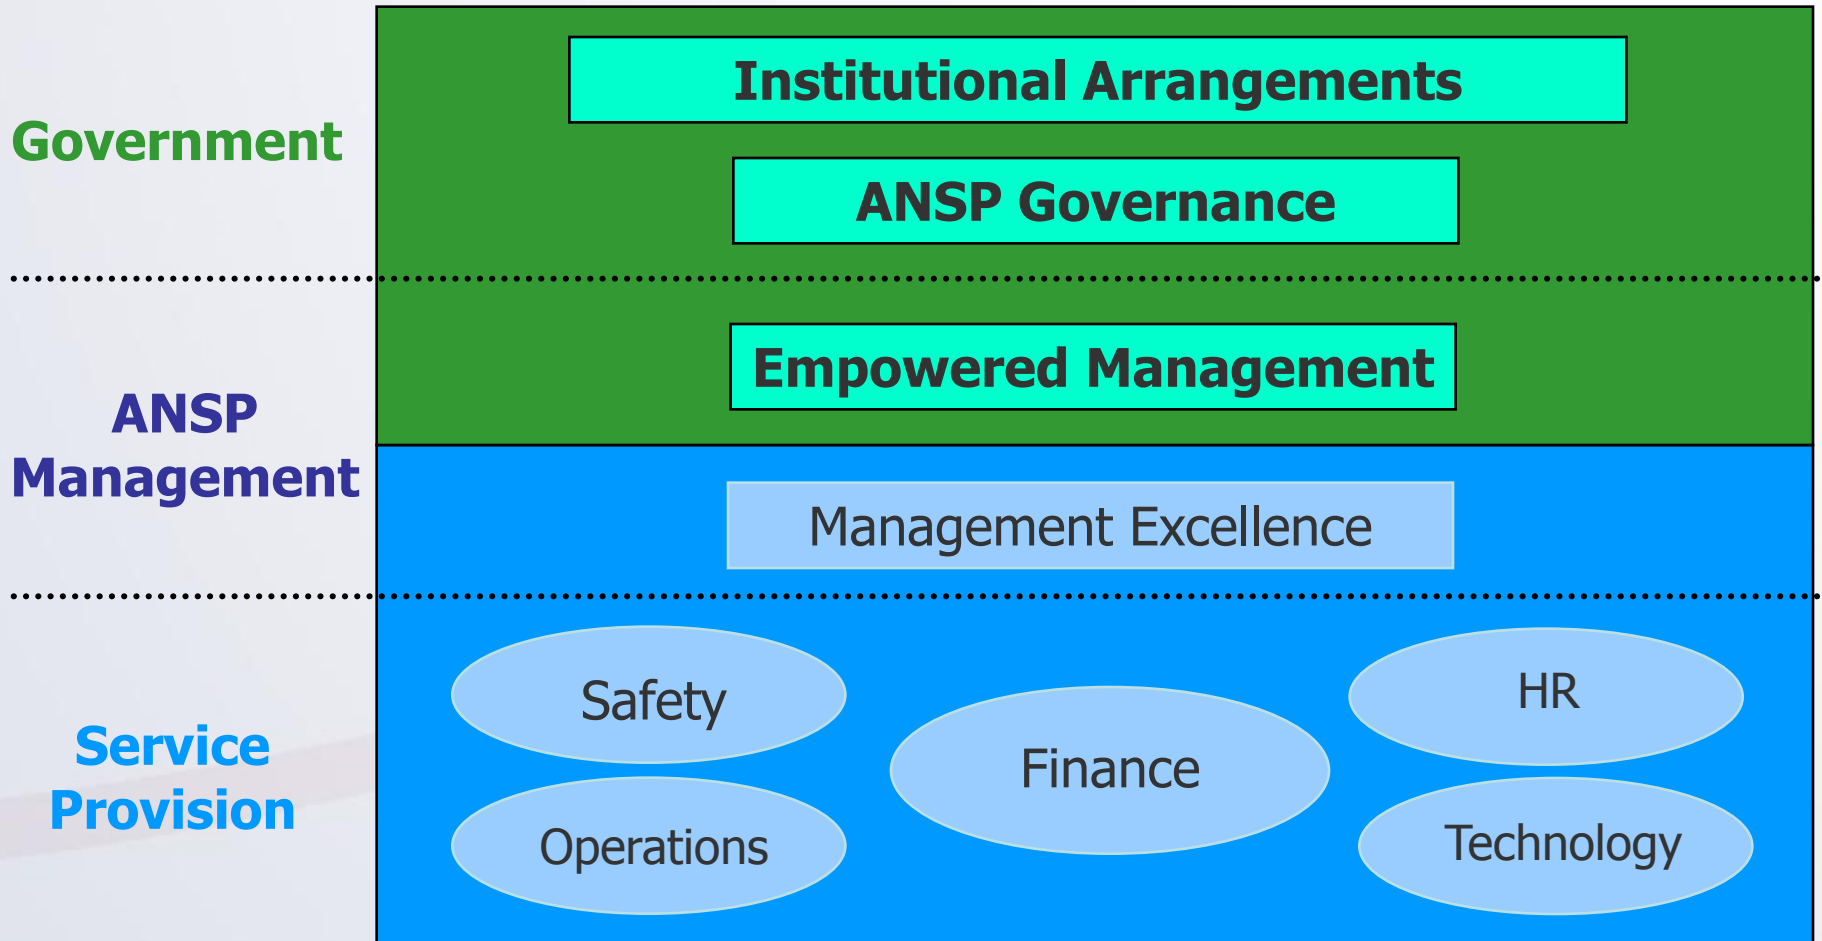 Institutional Arrangements
Government
ANSP Governance
Empowered Management
ANSP
Management
Management Excellence
Safety
HR
Finance
Service
Provision
Operations
Technology